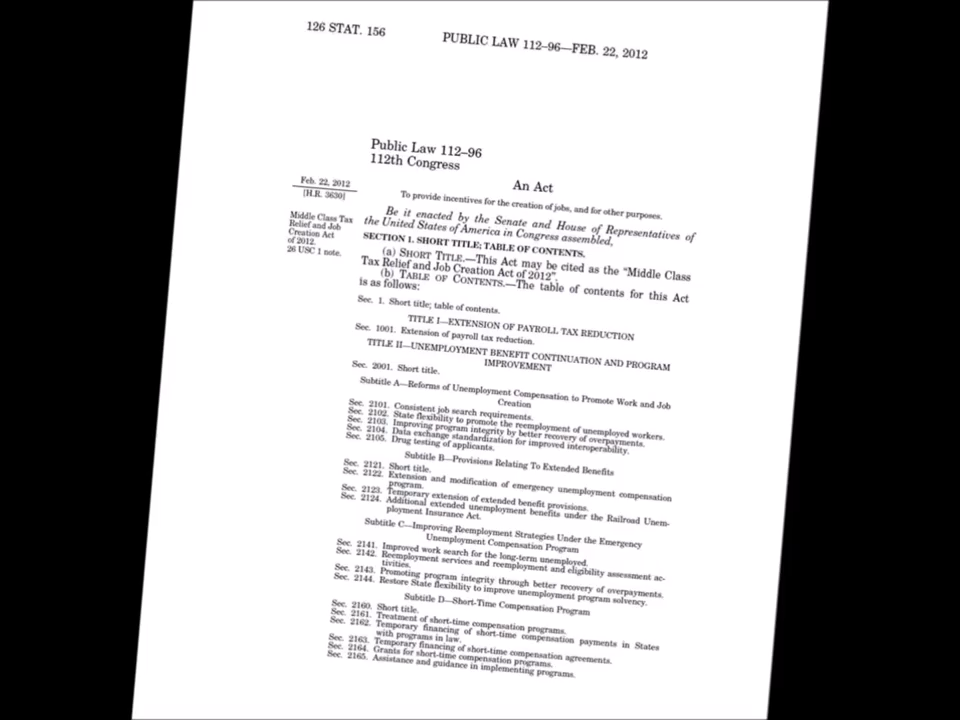 126 STAT. 156
PUBLIC LAW 112–96—FEB. 22, 2012
Public Law 112–96
112th Congress
An Act
Feb. 22, 2012
[H.R. 3630]
To provide incentives for the creation of jobs, and for other purposes.
Middle Class Tax
Relief and Job
Creation Act
of 2012.
26 USC 1 note.
Be it enacted by the Senate and House of Representatives of
the United States of America in Congress assembled,
SECTION 1. SHORT TITLE; TABLE OF CONTENTS.
(a) SHORT TITLE.—This Act may be cited as the “Middle Class
Tax Relief and Job Creation Act of 2012”.
(b) TABLE OF CONTENTS.—The table of contents for this Act
is as follows:
Sec. 1. Short title; table of contents.
TITLE I—EXTENSION OF PAYROLL TAX REDUCTION
Sec. 1001. Extension of payroll tax reduction.
TITLE II—UNEMPLOYMENT BENEFIT CONTINUATION AND PROGRAM
IMPROVEMENT
Sec. 2001. Short title.
Subtitle A—Reforms of Unemployment Compensation to Promote Work and Job
Creation
Sec. 2101. Consistent job search requirements.
Sec. 2102. State flexibility to promote the reemployment of unemployed workers.
Sec. 2103. Improving program integrity by better recovery of overpayments.
Sec. 2104. Data exchange standardization for improved interoperability.
Sec. 2105. Drug testing of applicants.
Subtitle B—Provisions Relating To Extended Benefits
Sec. 2121. Short title.
Sec. 2122. Extension and modification of emergency unemployment compensation
program.
Sec. 2123. Temporary extension of extended benefit provisions.
Sec. 2124. Additional extended unemployment benefits under the Railroad Unem-
ployment Insurance Act.
Subtitle C—Improving Reemployment Strategies Under the Emergency
Unemployment Compensation Program
Sec. 2141. Improved work search for the long-term unemployed.
Sec. 2142. Reemployment services and reemployment and eligibility assessment ac-
tivities.
Sec. 2143. Promoting program integrity through better recovery of overpayments.
Sec. 2144. Restore State flexibility to improve unemployment program solvency.
Subtitle D—Short-Time Compensation Program
Sec. 2160. Short title.
Sec. 2161. Treatment of short-time compensation programs.
Sec. 2162. Temporary financing of short-time compensation payments in States
with programs in law.
Sec. 2163. Temporary financing of short-time compensation agreements.
Sec. 2164. Grants for short-time compensation programs.
Sec. 2165. Assistance and guidance in implementing programs.